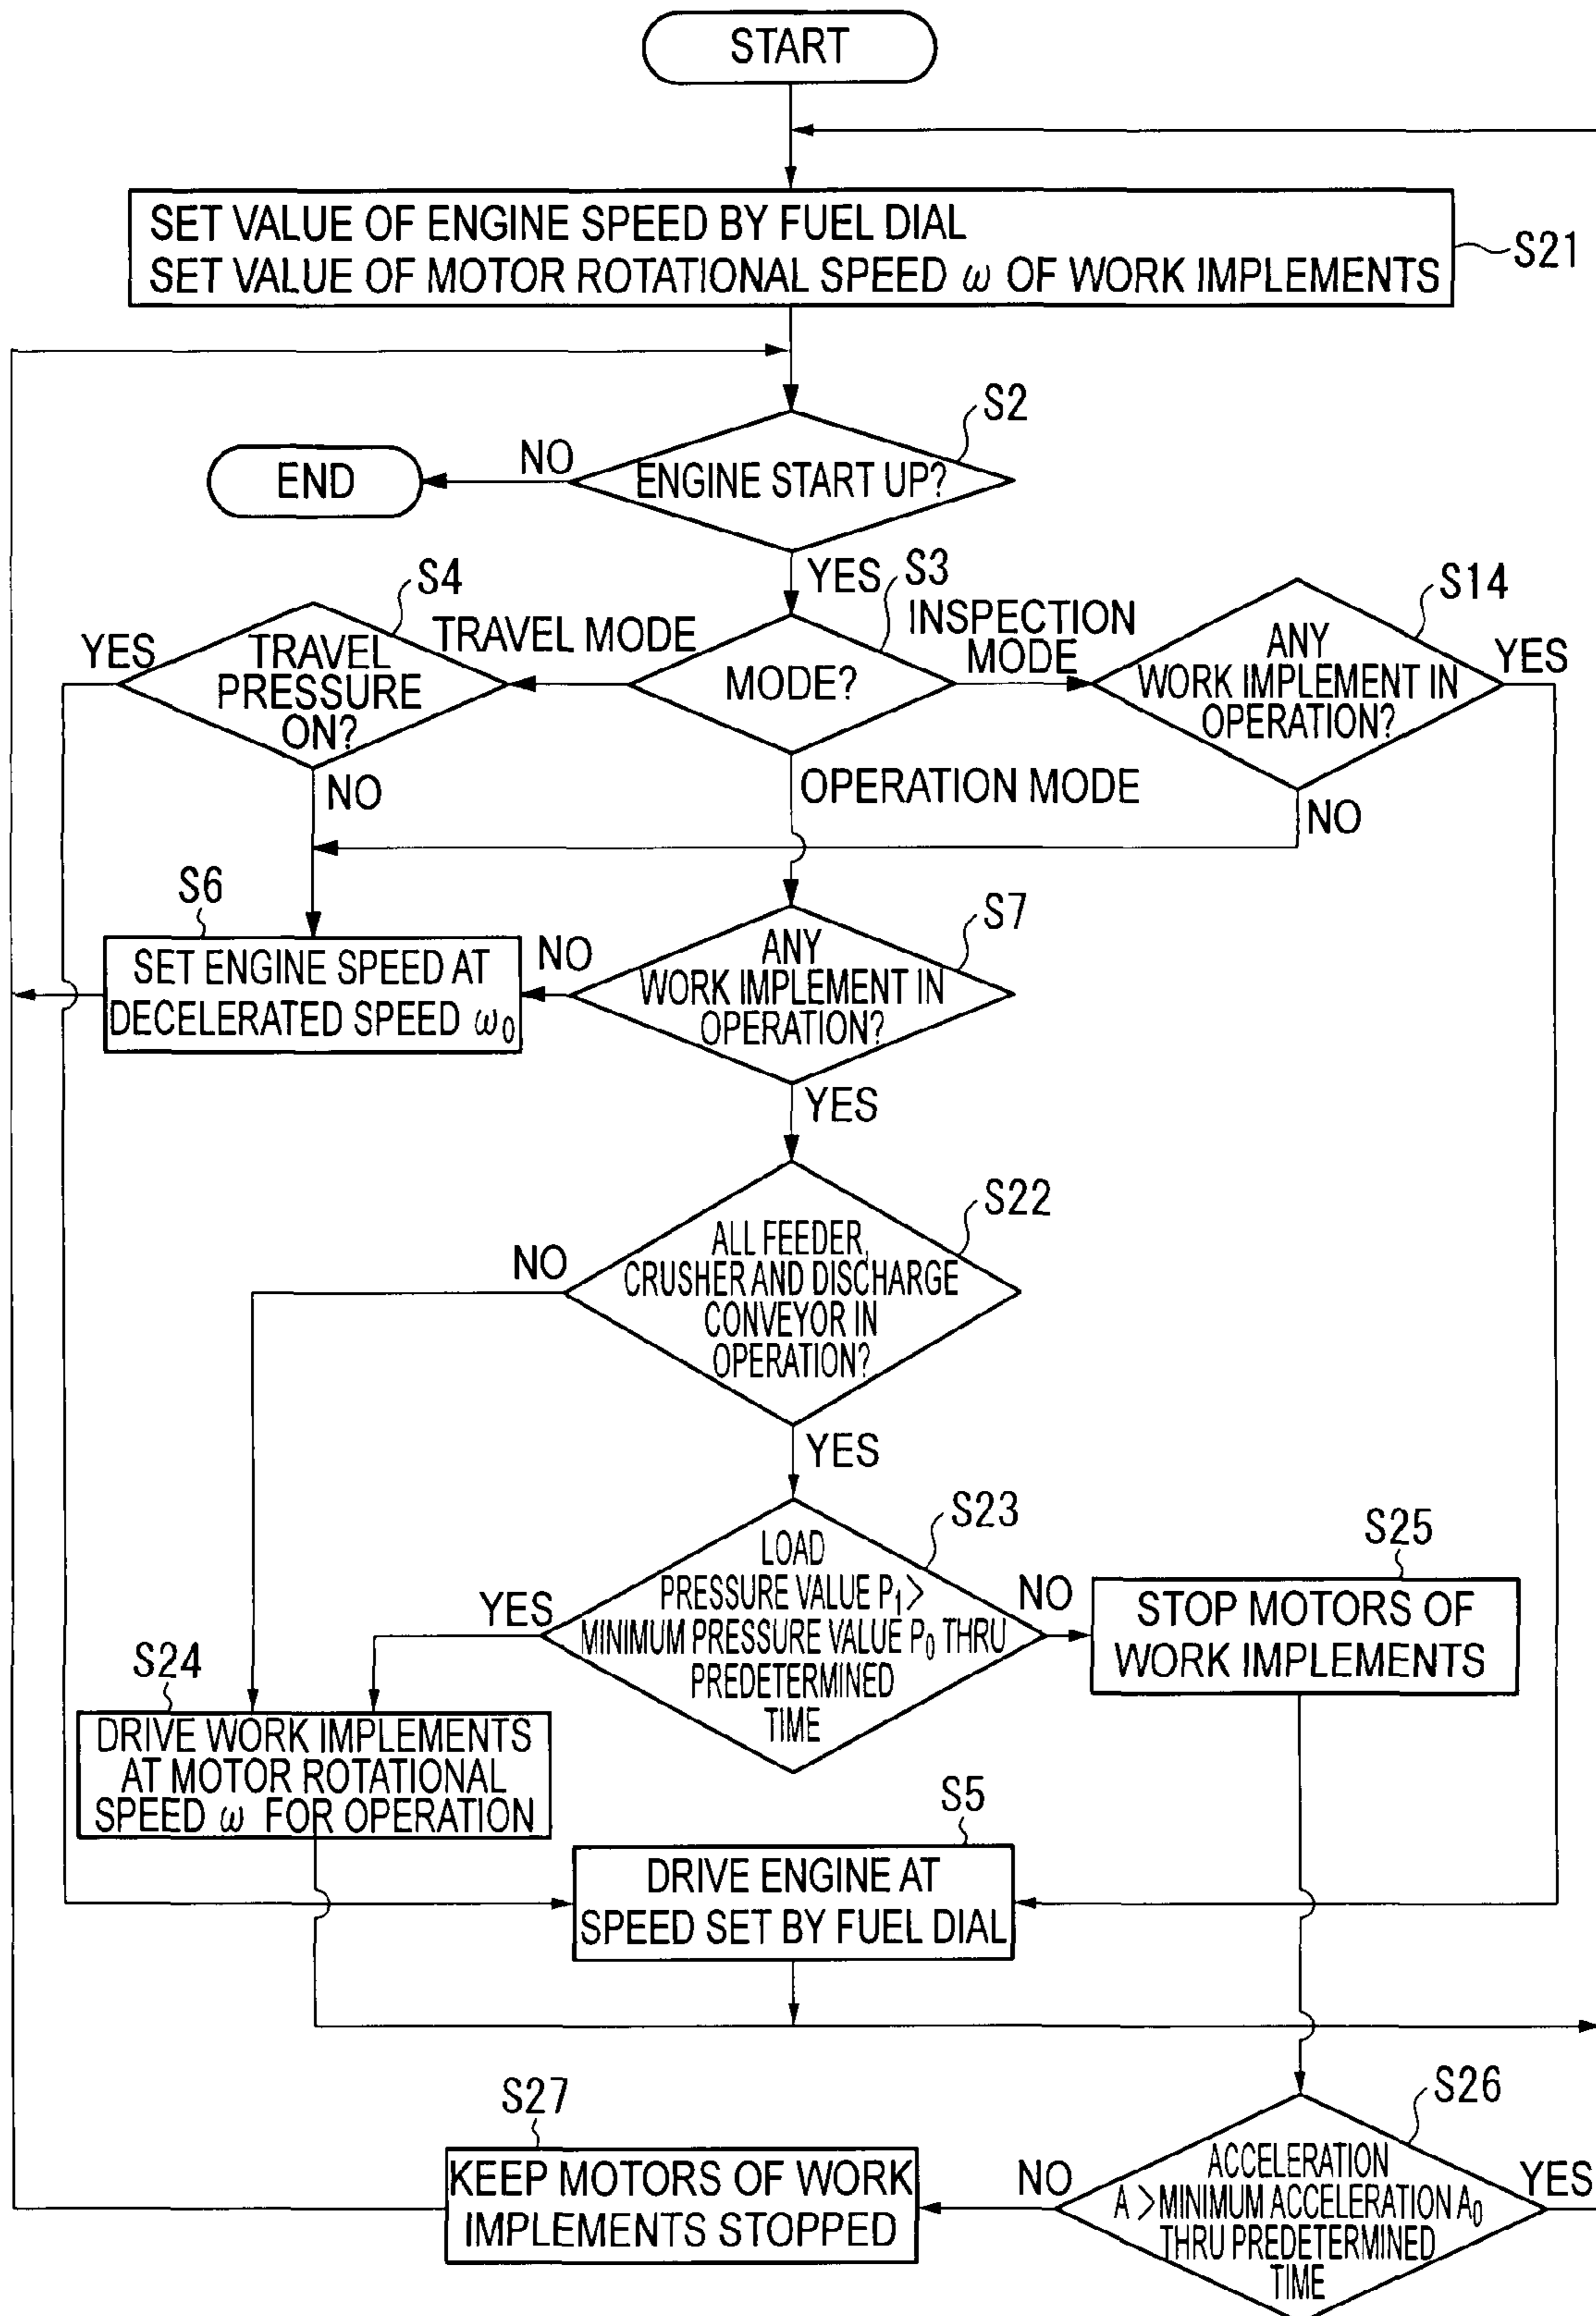 START
SET VALUE OF ENGINE SPEED BY FUEL DIAL
SET VALUE OF MOTOR ROTATIONAL SPEED ω OF WORK IMPLEMENTS
S21
S2
ENGINE START UP?
NO
END
YES
S3
MODE?
TRAVEL MODE
S4
TRAVEL
PRESSURE
ON?
YES
NO
INSPECTION
MODE
S14
ANY
WORK IMPLEMENT IN
OPERATION?
YES
NO
OPERATION MODE
S6
SET ENGINE SPEED AT
DECELERATED SPEED ω₀
NO
S7
ANY
WORK IMPLEMENT IN
OPERATION?
YES
S22
ALL FEEDER,
CRUSHER AND DISCHARGE
CONVEYOR IN
OPERATION?
NO
YES
S23
LOAD
PRESSURE VALUE P₁ >
MINIMUM PRESSURE VALUE P₀ THRU
PREDETERMINED
TIME
YES
NO
S25
STOP MOTORS OF
WORK IMPLEMENTS
S24
DRIVE WORK IMPLEMENTS
AT MOTOR ROTATIONAL
SPEED ω FOR OPERATION
S5
DRIVE ENGINE AT
SPEED SET BY FUEL DIAL
S26
ACCELERATION
A > MINIMUM ACCELERATION A₀
THRU PREDETERMINED
TIME
NO
YES
S27
KEEP MOTORS OF WORK
IMPLEMENTS STOPPED